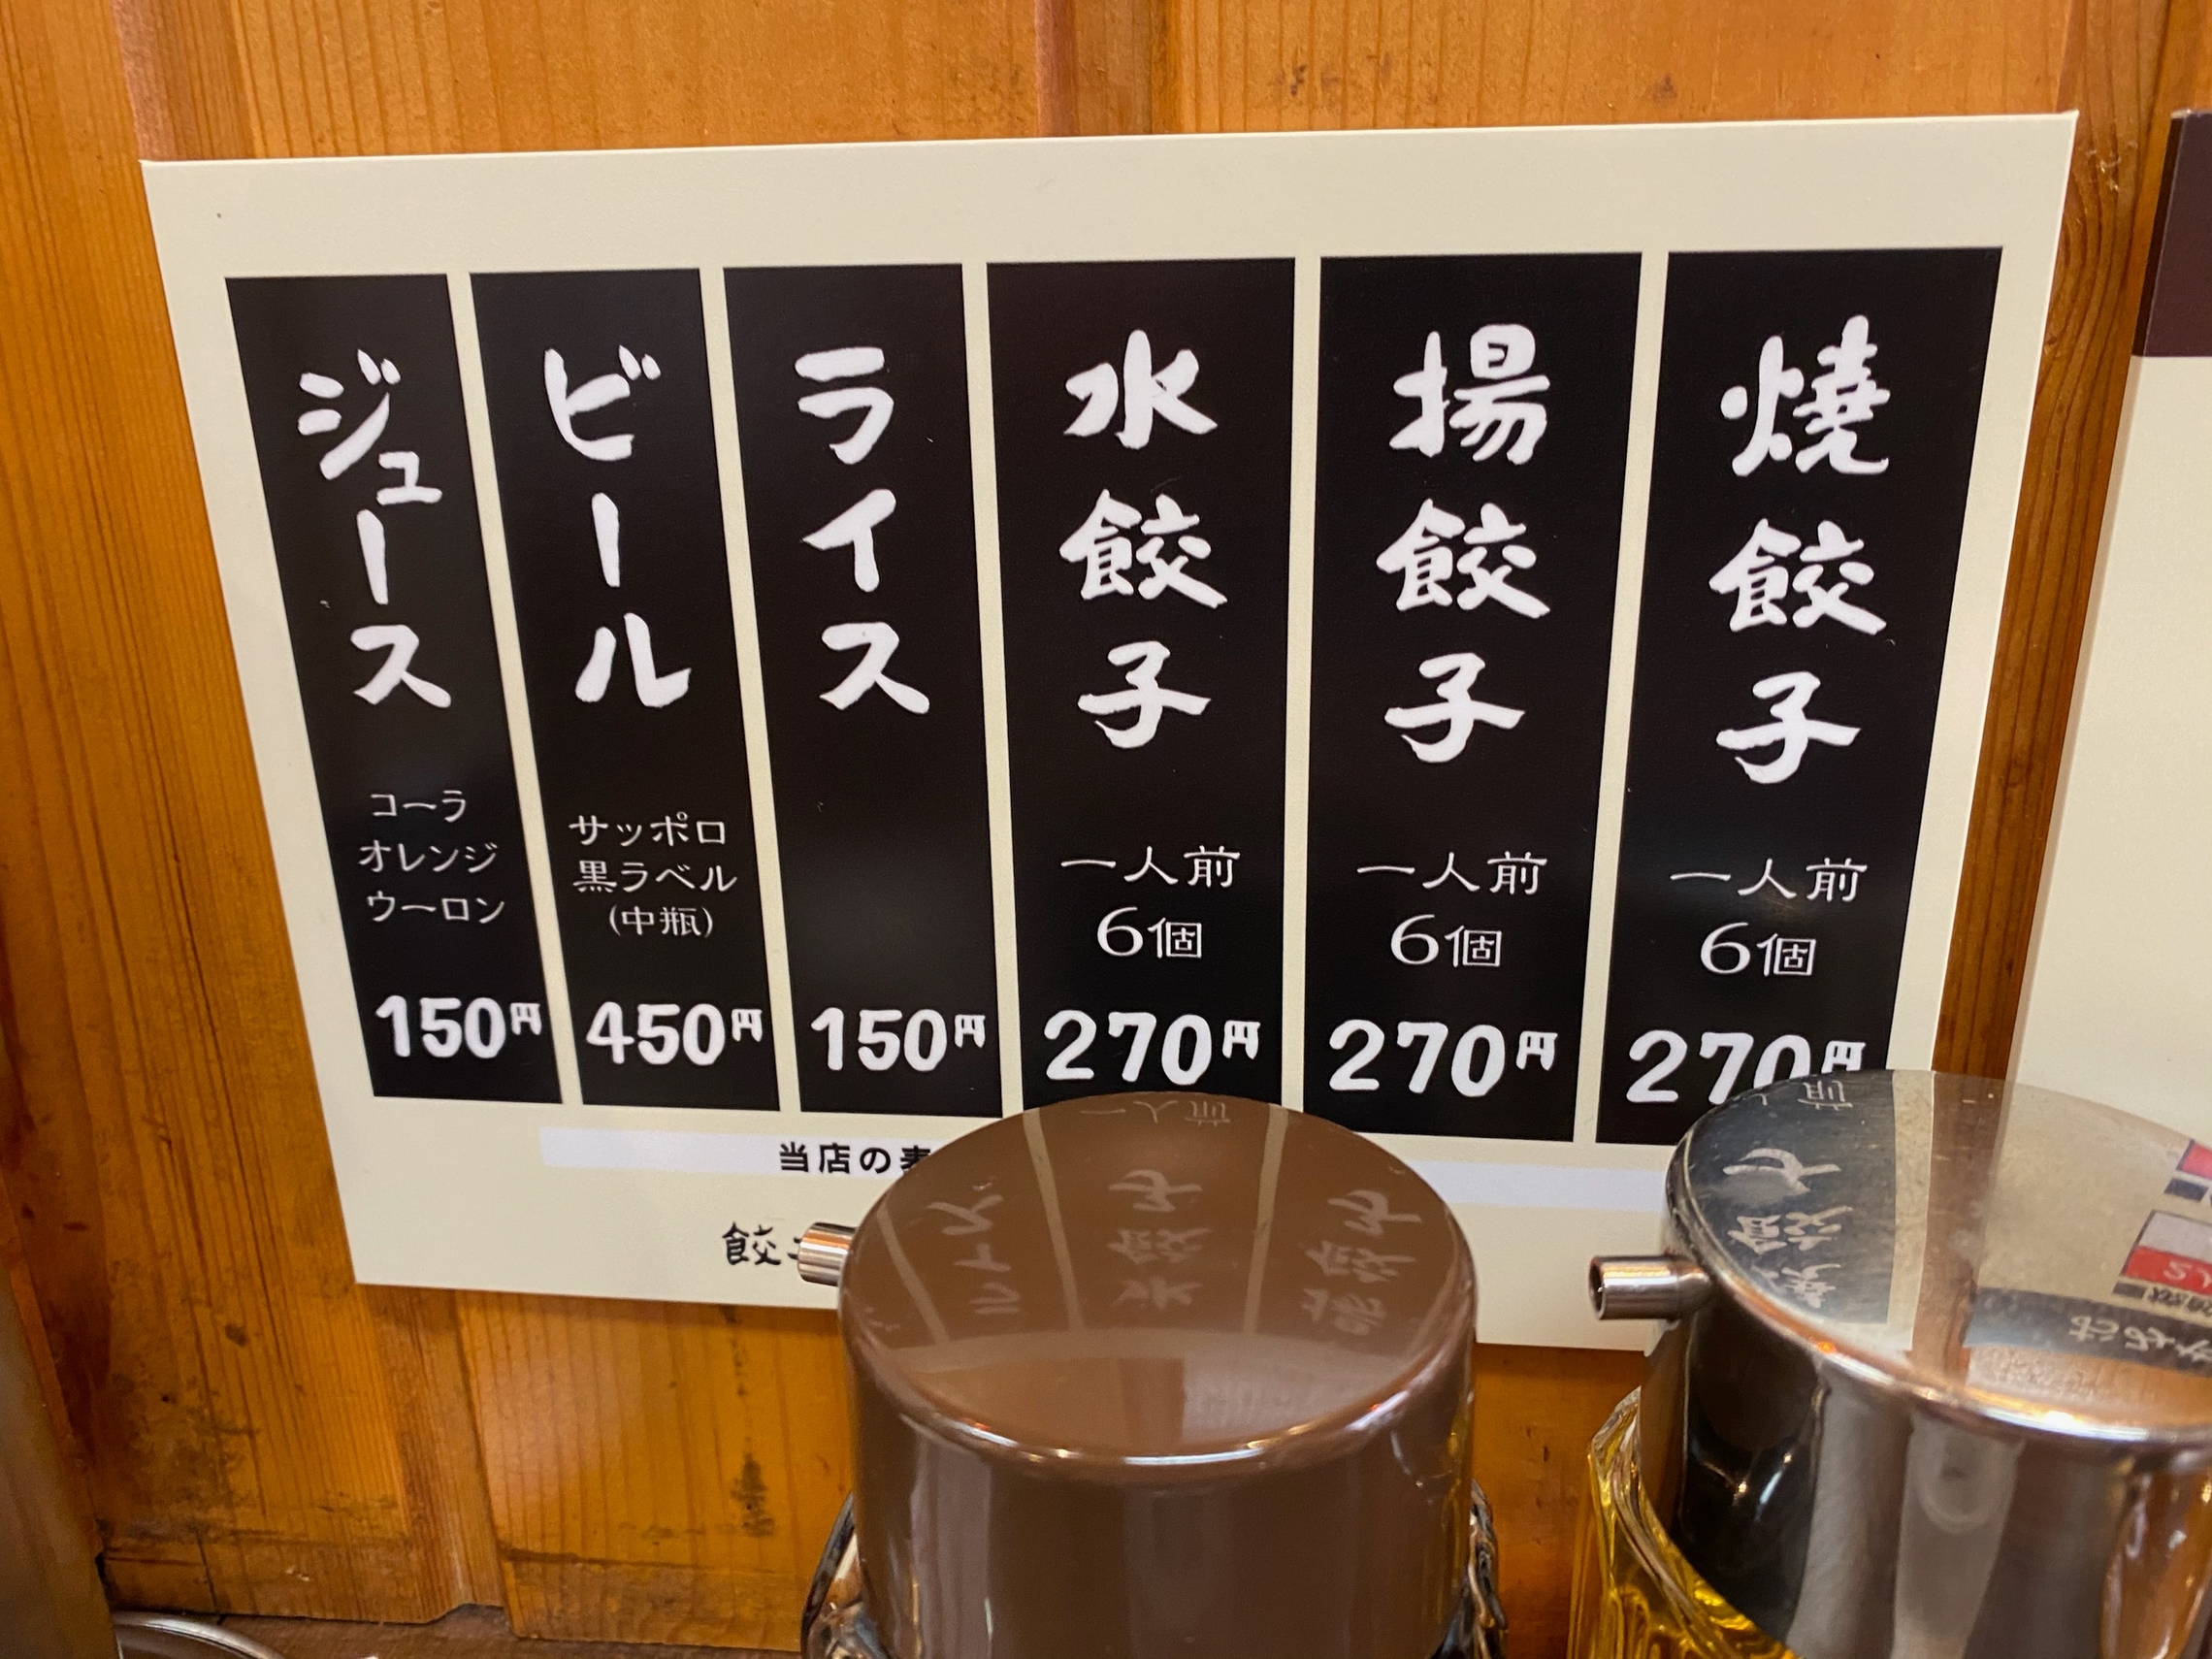 燒餃子
一人前
6個
270円
揚餃子
一人前
6個
270円
水餃子
一人前
6個
270円
ライス
150円
ビール
サッポロ
黒ラベル
(中瓶)
450円
ジュース
コーラ
オレンジ
ウーロン
150円
当店の
餃